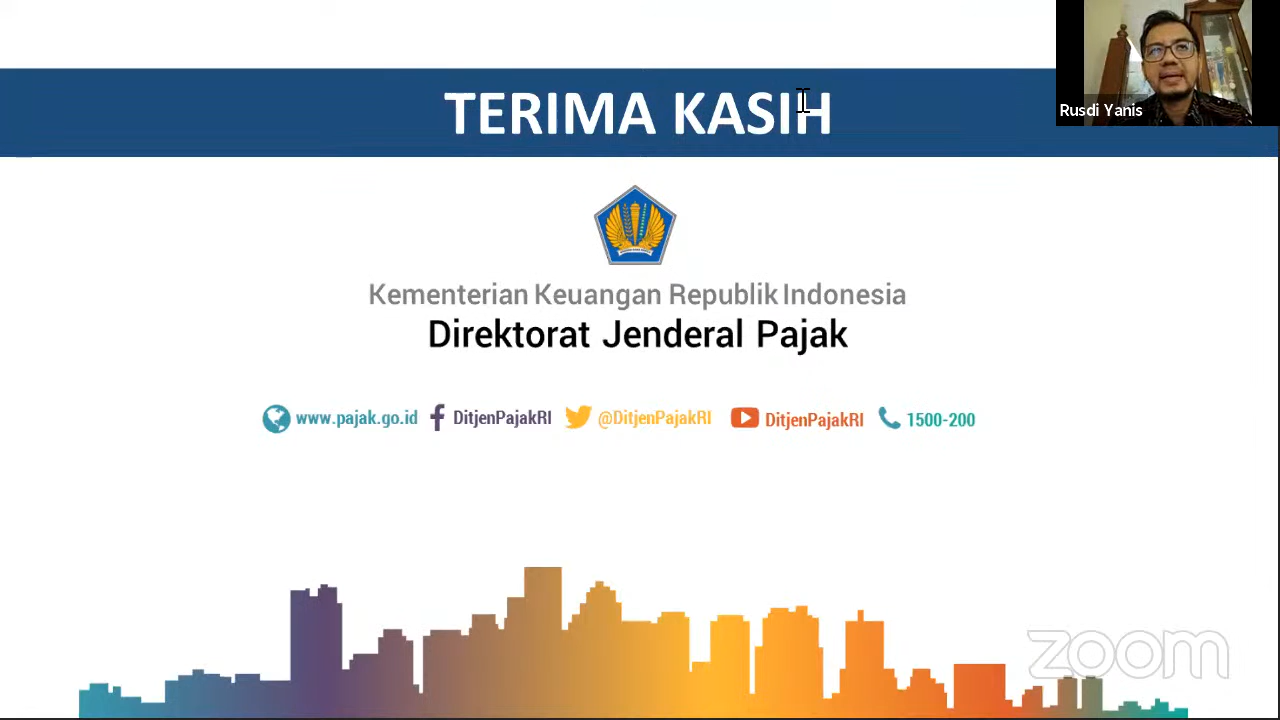 TERIMA KASIH
Rusdi Yanis
Kementerian Keuangan Republik Indonesia
Direktorat Jenderal Pajak
www.pajak.go.id DitjenPajakRI @DitjenPajakRI DitjenPajakRI 1500-200
zoom